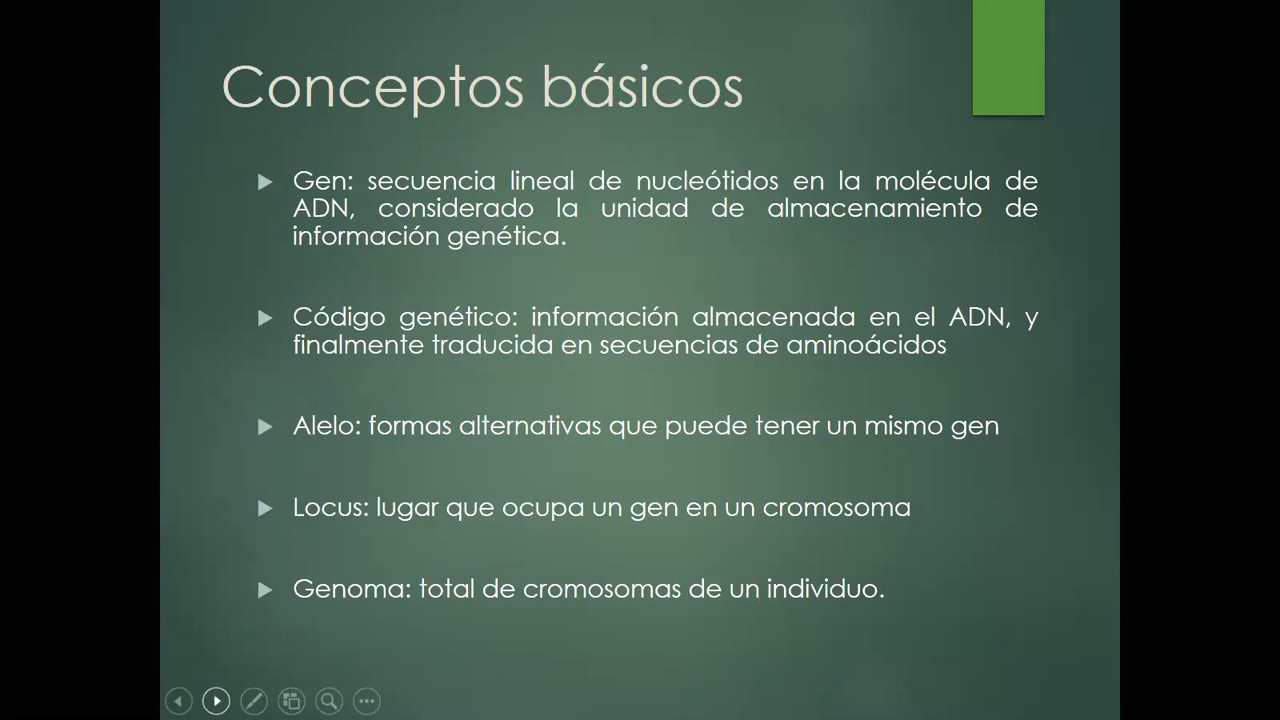 Conceptos básicos
Gen: secuencia lineal de nucleótidos en la molécula de
ADN, considerado la unidad de almacenamiento de
información genética.
Código genético: información almacenada en el ADN, y
finalmente traducida en secuencias de aminoácidos
Alelo: formas alternativas que puede tener un mismo gen
Locus: lugar que ocupa un gen en un cromosoma
Genoma: total de cromosomas de un individuo.